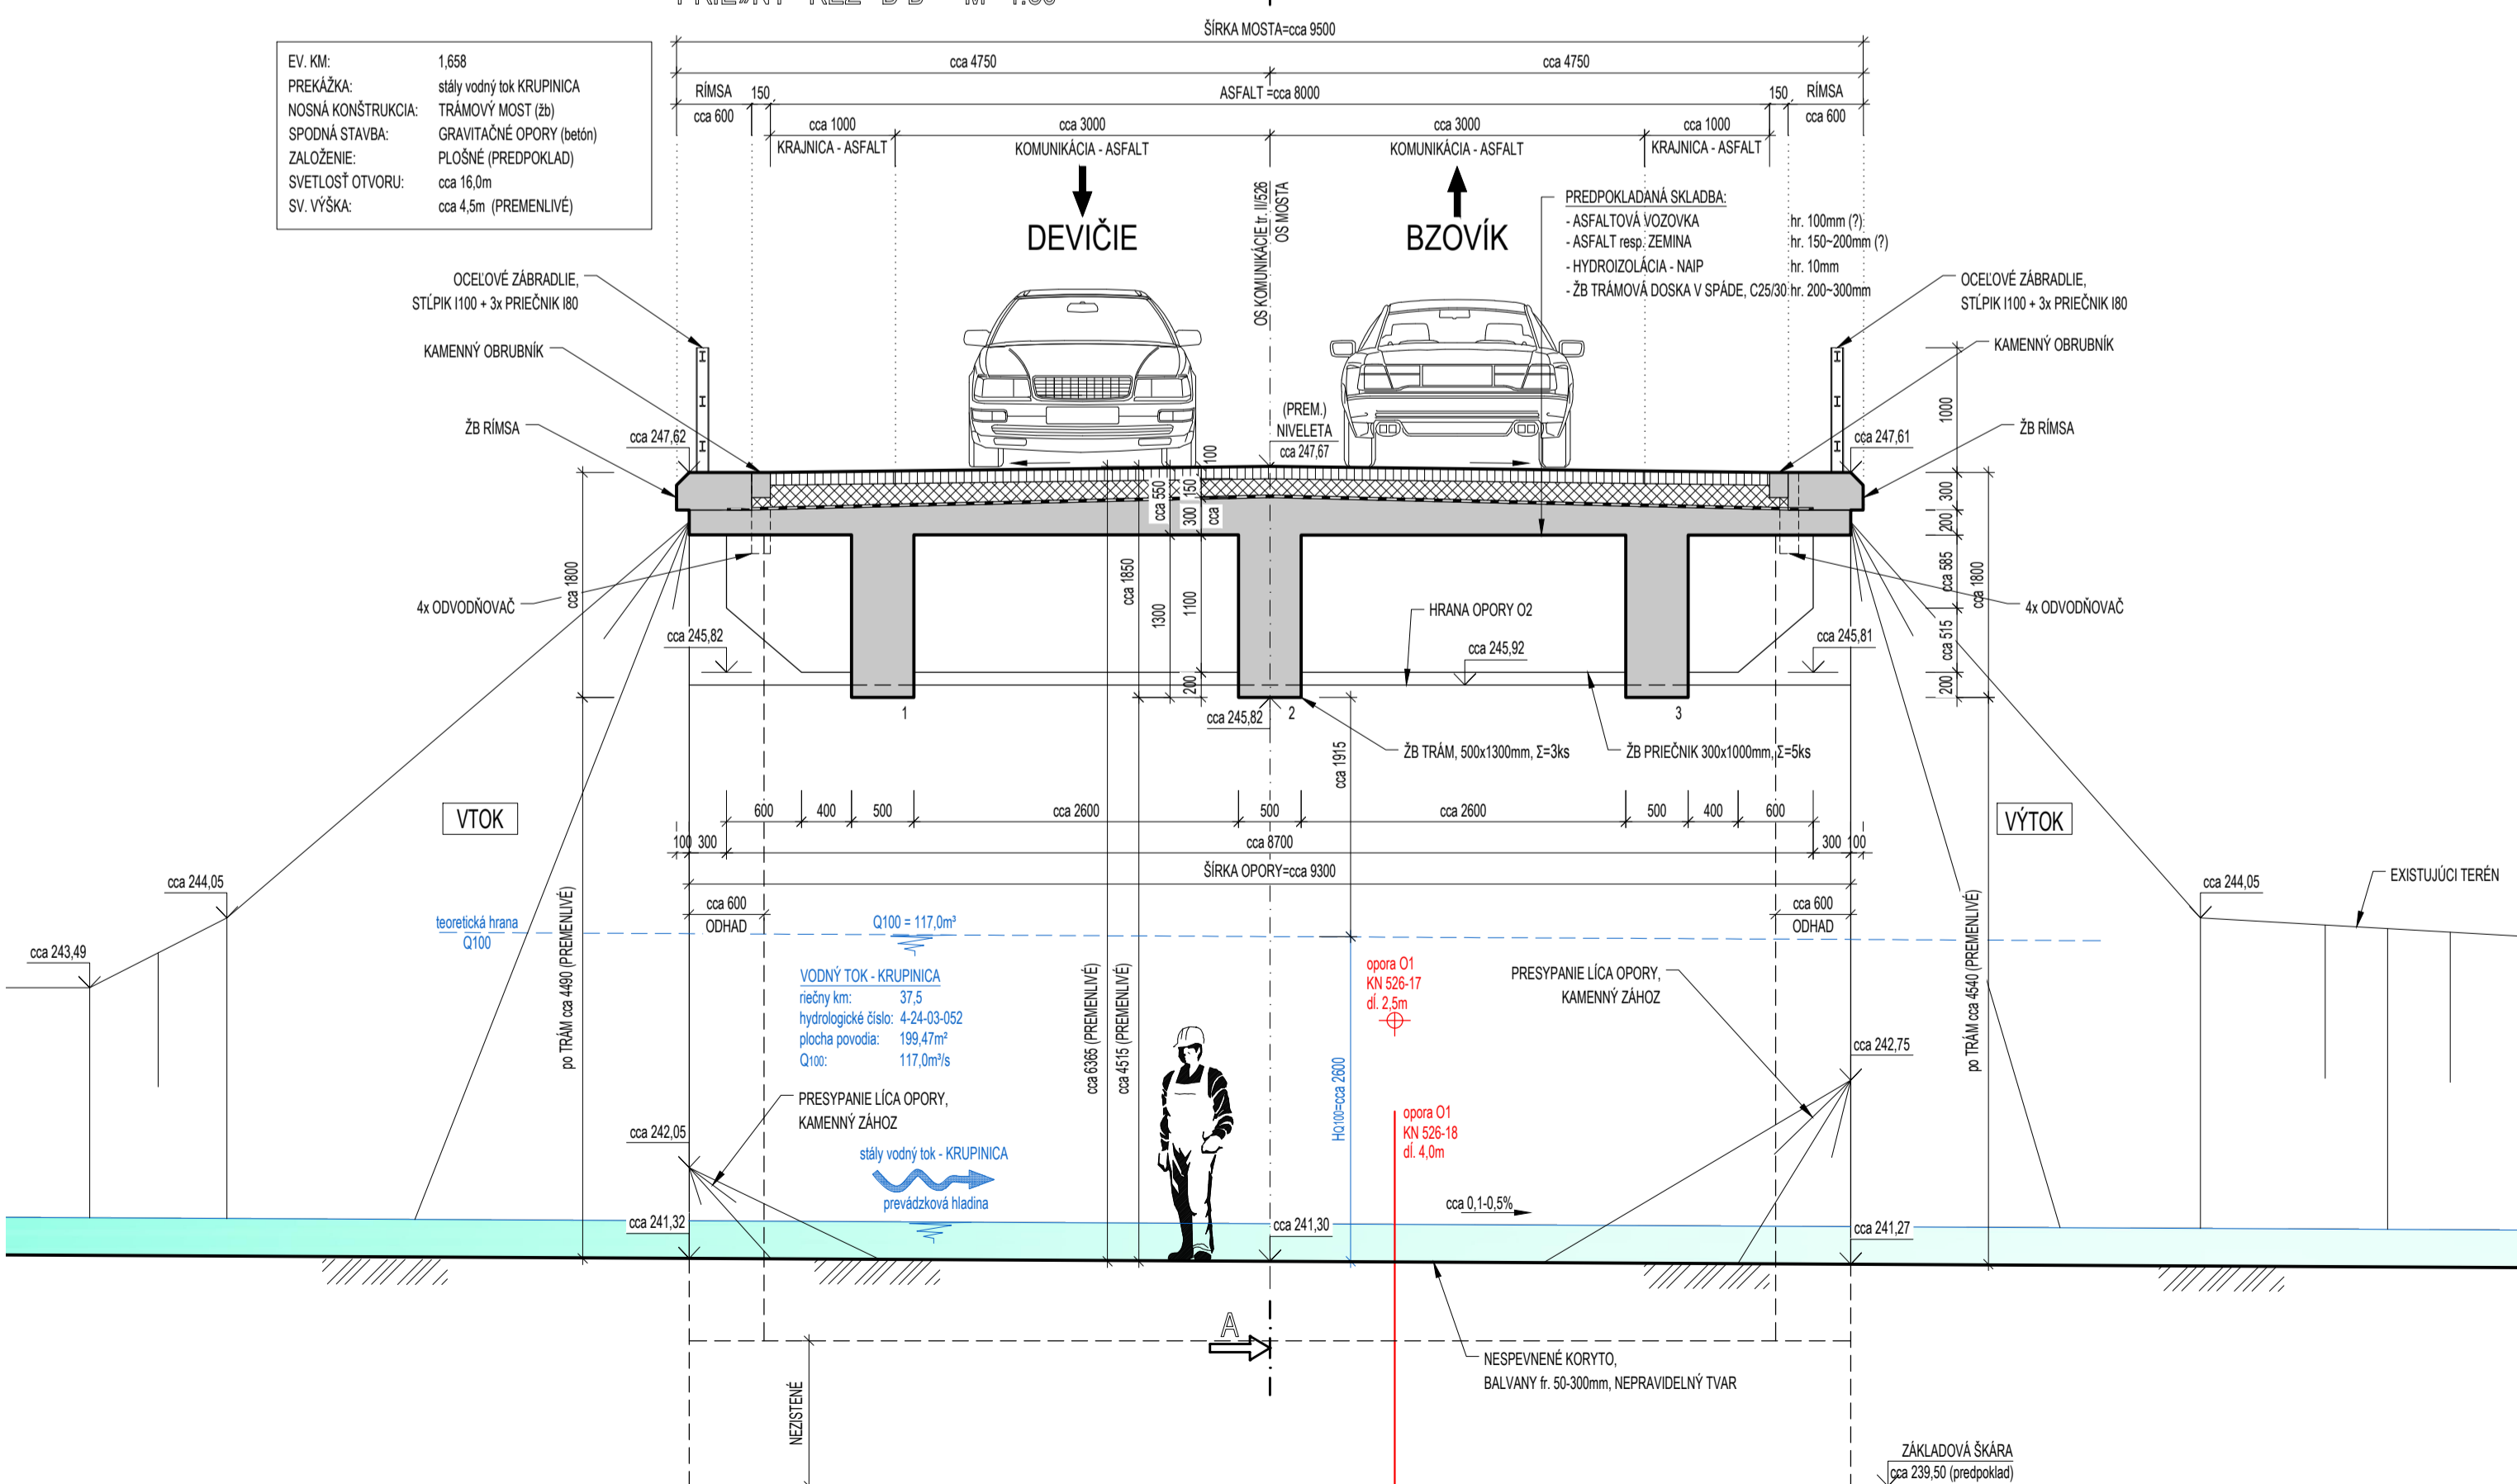 ŠÍRKA MOSTA=cca 9500
cca 4750
cca 4750
RÍMSA
150
ASFALT =cca 8000
150
RÍMSA
cca 600
cca 600
cca 1000
cca 3000
cca 3000
cca 1000
KRAJNICA - ASFALT
KOMUNIKÁCIA - ASFALT
KOMUNIKÁCIA - ASFALT
KRAJNICA - ASFALT
EV. KM: 1,658
PREKÁŽKA: stály vodný tok KRUPINICA
NOSNÁ KONŠTRUKCIA: TRÁMOVÝ MOST (žb)
SPODNÁ STAVBA: GRAVITAČNÉ OPORY (betón)
ZALOŽENIE: PLOŠNÉ (PREDPOKLAD)
SVETLOSŤ OTVORU: cca 16,0m
SV. VÝŠKA: cca 4,5m (PREMENLIVÉ)
DEVIČIE
BZOVÍK
OS KOMUNIKÁCIE tr. II/526
OS MOSTA
PREDPOKLADANÁ SKLADBA:
- ASFALTOVÁ VOZOVKA hr. 100mm (?)
- ASFALT resp. ZEMINA hr. 150~200mm (?)
- HYDROIZOLÁCIA - NAIP hr. 10mm
- ŽB TRÁMOVÁ DOSKA V SPÁDE, C25/30 hr. 200~300mm
OCEĽOVÉ ZÁBRADLIE,
STĹPIK I100 + 3x PRIEČNIK I80
KAMENNÝ OBRUBNÍK
ŽB RÍMSA
cca 247,62
4x ODVODŇOVAČ
OCEĽOVÉ ZÁBRADLIE,
STĹPIK I100 + 3x PRIEČNIK I80
KAMENNÝ OBRUBNÍK
ŽB RÍMSA
cca 247,61
4x ODVODŇOVAČ
(PREM.)
NIVELETA
cca 247,67
100
150
cca
300
cca 550
1100
1300
200
cca 1850
cca 1800
1000
300
200
cca 585
cca 515
200
cca 1800
cca 245,82
cca 245,81
HRANA OPORY O2
cca 245,92
1
2
3
cca 245,82
ŽB TRÁM, 500x1300mm, Σ=3ks
ŽB PRIEČNIK 300x1000mm, Σ=5ks
cca 1915
VTOK
VÝTOK
600
400
500
cca 2600
500
cca 2600
500
400
600
100
300
cca 8700
300
100
ŠÍRKA OPORY=cca 9300
cca 600
ODHAD
cca 600
ODHAD
cca 244,05
cca 243,49
cca 244,05
EXISTUJÚCI TERÉN
teoretická hrana
Q100
Q100 = 117,0m³
VODNÝ TOK - KRUPINICA
riečny km: 37,5
hydrologické číslo: 4-24-03-052
plocha povodia: 199,47m²
Q100: 117,0m³/s
po TRÁM cca 4490 (PREMENLIVÉ)
cca 6365 (PREMENLIVÉ)
cca 4515 (PREMENLIVÉ)
HQ100=cca 2600
po TRÁM cca 4540 (PREMENLIVÉ)
opora O1
KN 526-17
dĺ. 2,5m
opora O1
KN 526-18
dĺ. 4,0m
PRESYPANIE LÍCA OPORY,
KAMENNÝ ZÁHOZ
PRESYPANIE LÍCA OPORY,
KAMENNÝ ZÁHOZ
cca 242,75
cca 242,05
stály vodný tok - KRUPINICA
prevádzková hladina
cca 241,32
cca 241,30
cca 0,1-0,5%
cca 241,27
A
NESPEVNENÉ KORYTO,
BALVANY fr. 50-300mm, NEPRAVIDELNÝ TVAR
NEZISTENÉ
ZÁKLADOVÁ ŠKÁRA
cca 239,50 (predpoklad)